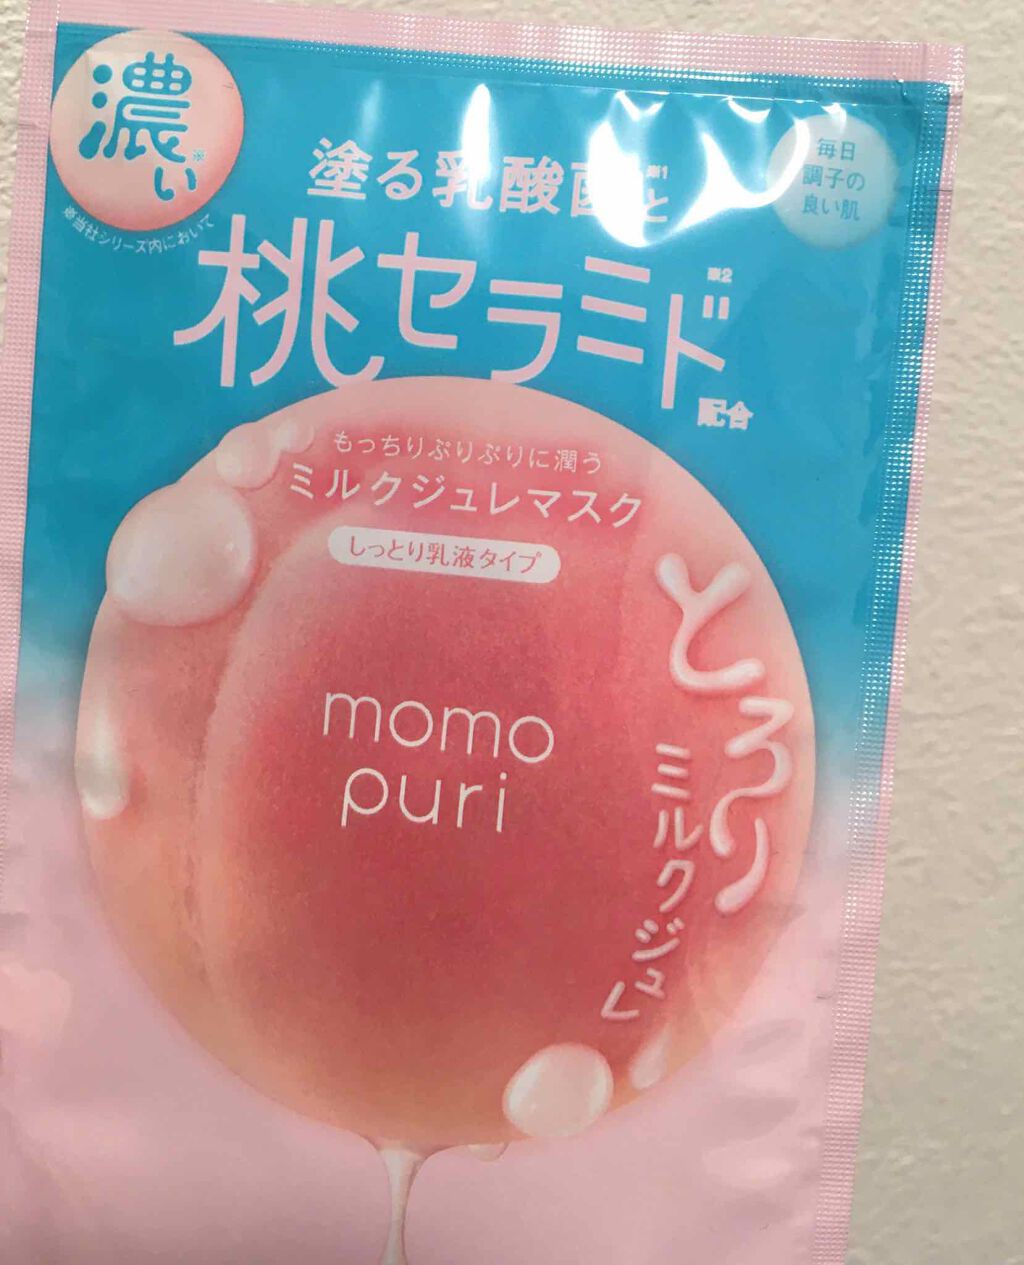 濃い※
※当社シリーズ内において
毎日
調子の
良い肌
塗る乳酸菌※1と
桃セラミド※2
配合
もっちりぷりぷりに潤う
ミルクジュレマスク
しっとり乳液タイプ
とろり
ミルクジュレ
momo
puri